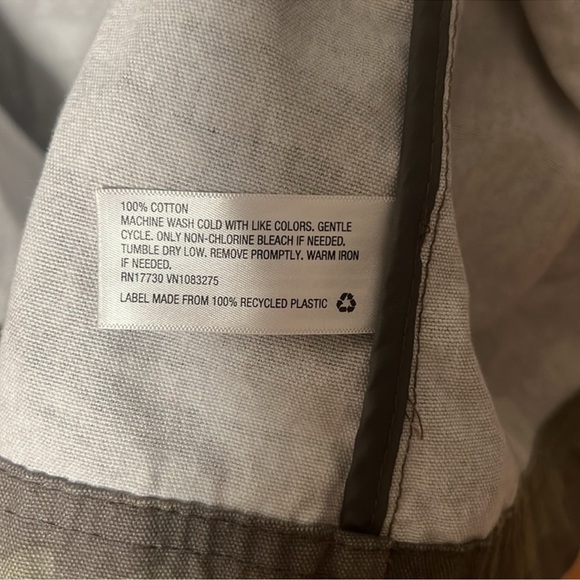 100% COTTON
MACHINE WASH COLD WITH LIKE COLORS. GENTLE
CYCLE. ONLY NON-CHLORINE BLEACH IF NEEDED.
TUMBLE DRY LOW. REMOVE PROMPTLY. WARM IRON
IF NEEDED.
RN17730 VN1083275
LABEL MADE FROM 100% RECYCLED PLASTIC